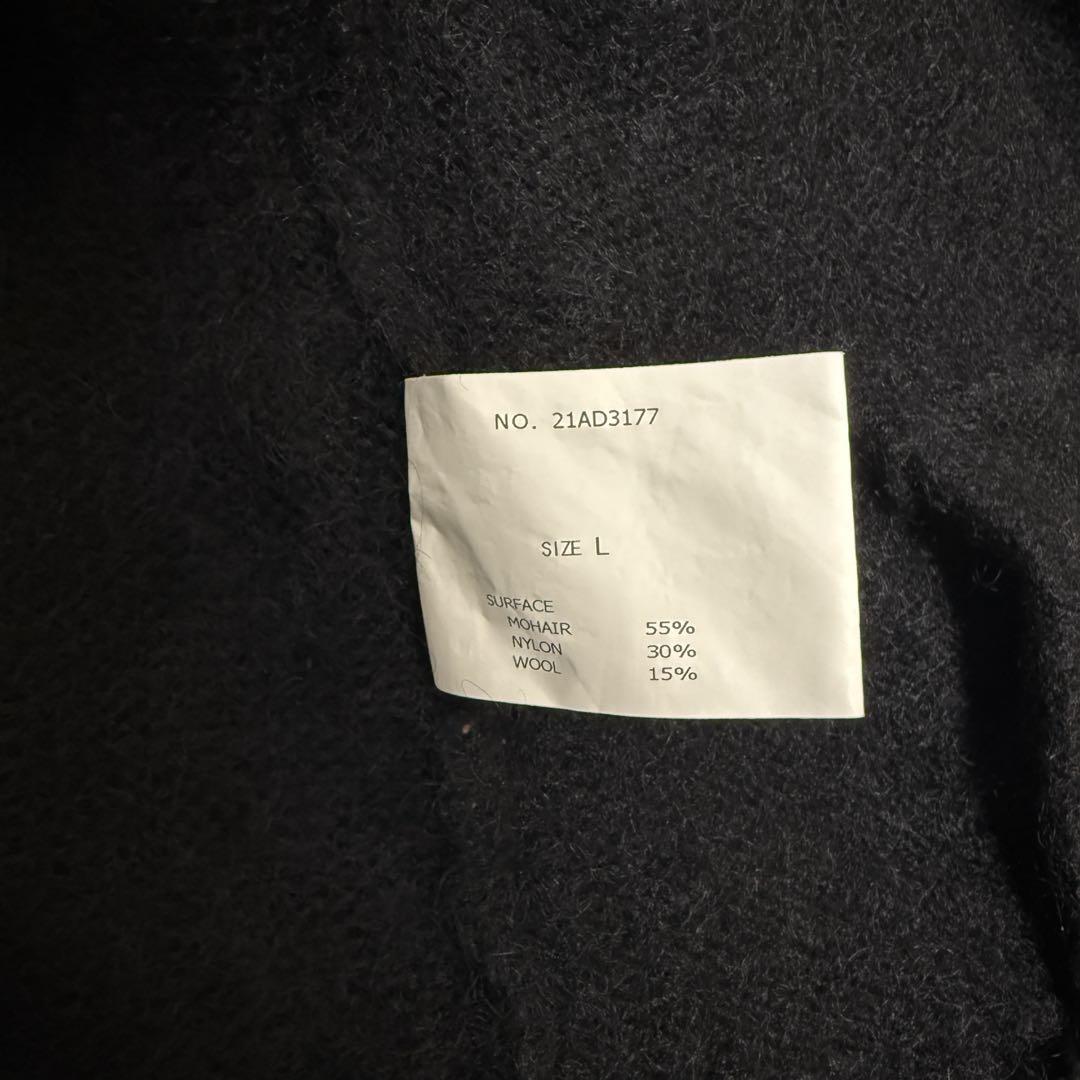 NO. 21AD3177
SIZE L
SURFACE
MOHAIR 55%
NYLON 30%
WOOL 15%